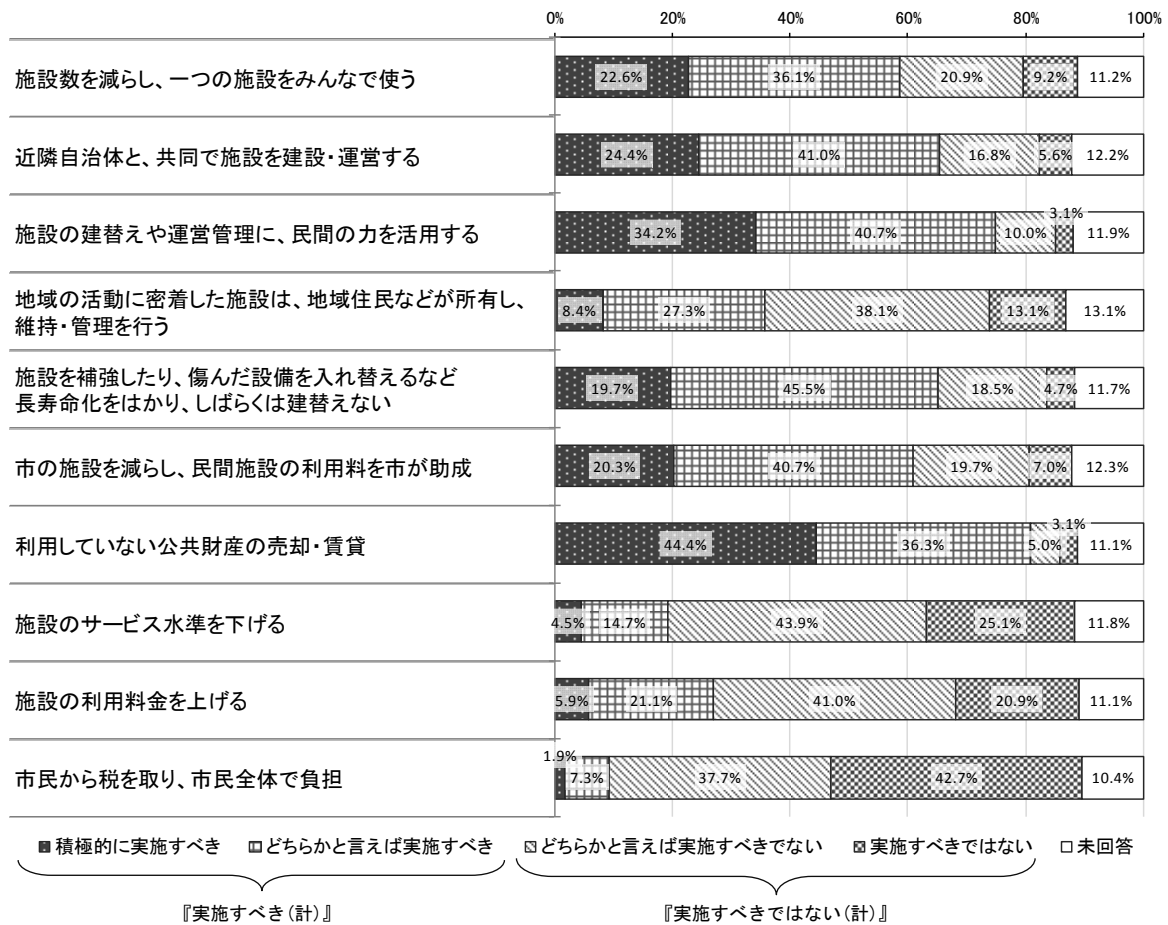 0% 20% 40% 60% 80% 100%
施設数を減らし、一つの施設をみんなで使う
22.6% 36.1% 20.9% 9.2% 11.2%
近隣自治体と、共同で施設を建設・運営する
24.4% 41.0% 16.8% 5.6% 12.2%
施設の建替えや運営管理に、民間の力を活用する
34.2% 40.7% 10.0% 3.1% 11.9%
地域の活動に密着した施設は、地域住民などが所有し、
維持・管理を行う
8.4% 27.3% 38.1% 13.1% 13.1%
施設を補強したり、傷んだ設備を入れ替えるなど
長寿命化をはかり、しばらくは建替えない
19.7% 45.5% 18.5% 4.7% 11.7%
市の施設を減らし、民間施設の利用料を市が助成
20.3% 40.7% 19.7% 7.0% 12.3%
利用していない公共財産の売却・賃貸
44.4% 36.3% 5.0% 3.1% 11.1%
施設のサービス水準を下げる
4.5% 14.7% 43.9% 25.1% 11.8%
施設の利用料金を上げる
5.9% 21.1% 41.0% 20.9% 11.1%
市民から税を取り、市民全体で負担
1.9% 7.3% 37.7% 42.7% 10.4%
積極的に実施すべき どちらかと言えば実施すべき どちらかと言えば実施すべきでない 実施すべきではない 未回答
『実施すべき(計)』 『実施すべきではない(計)』